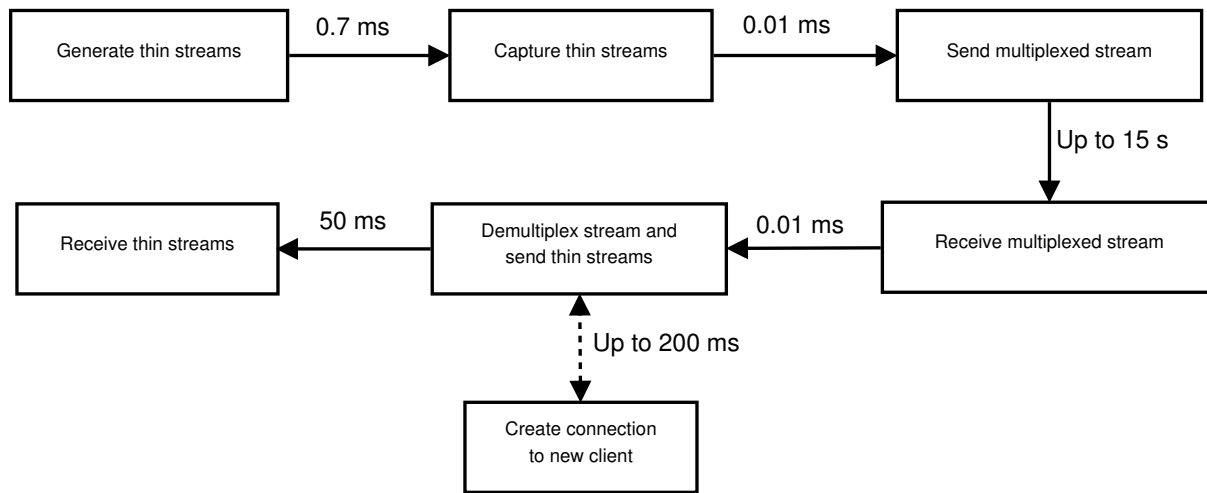 Generate thin streams
0.7 ms
Capture thin streams
0.01 ms
Send multiplexed stream
Up to 15 s
Receive multiplexed stream
0.01 ms
Demultiplex stream and
send thin streams
50 ms
Receive thin streams
Up to 200 ms
Create connection
to new client